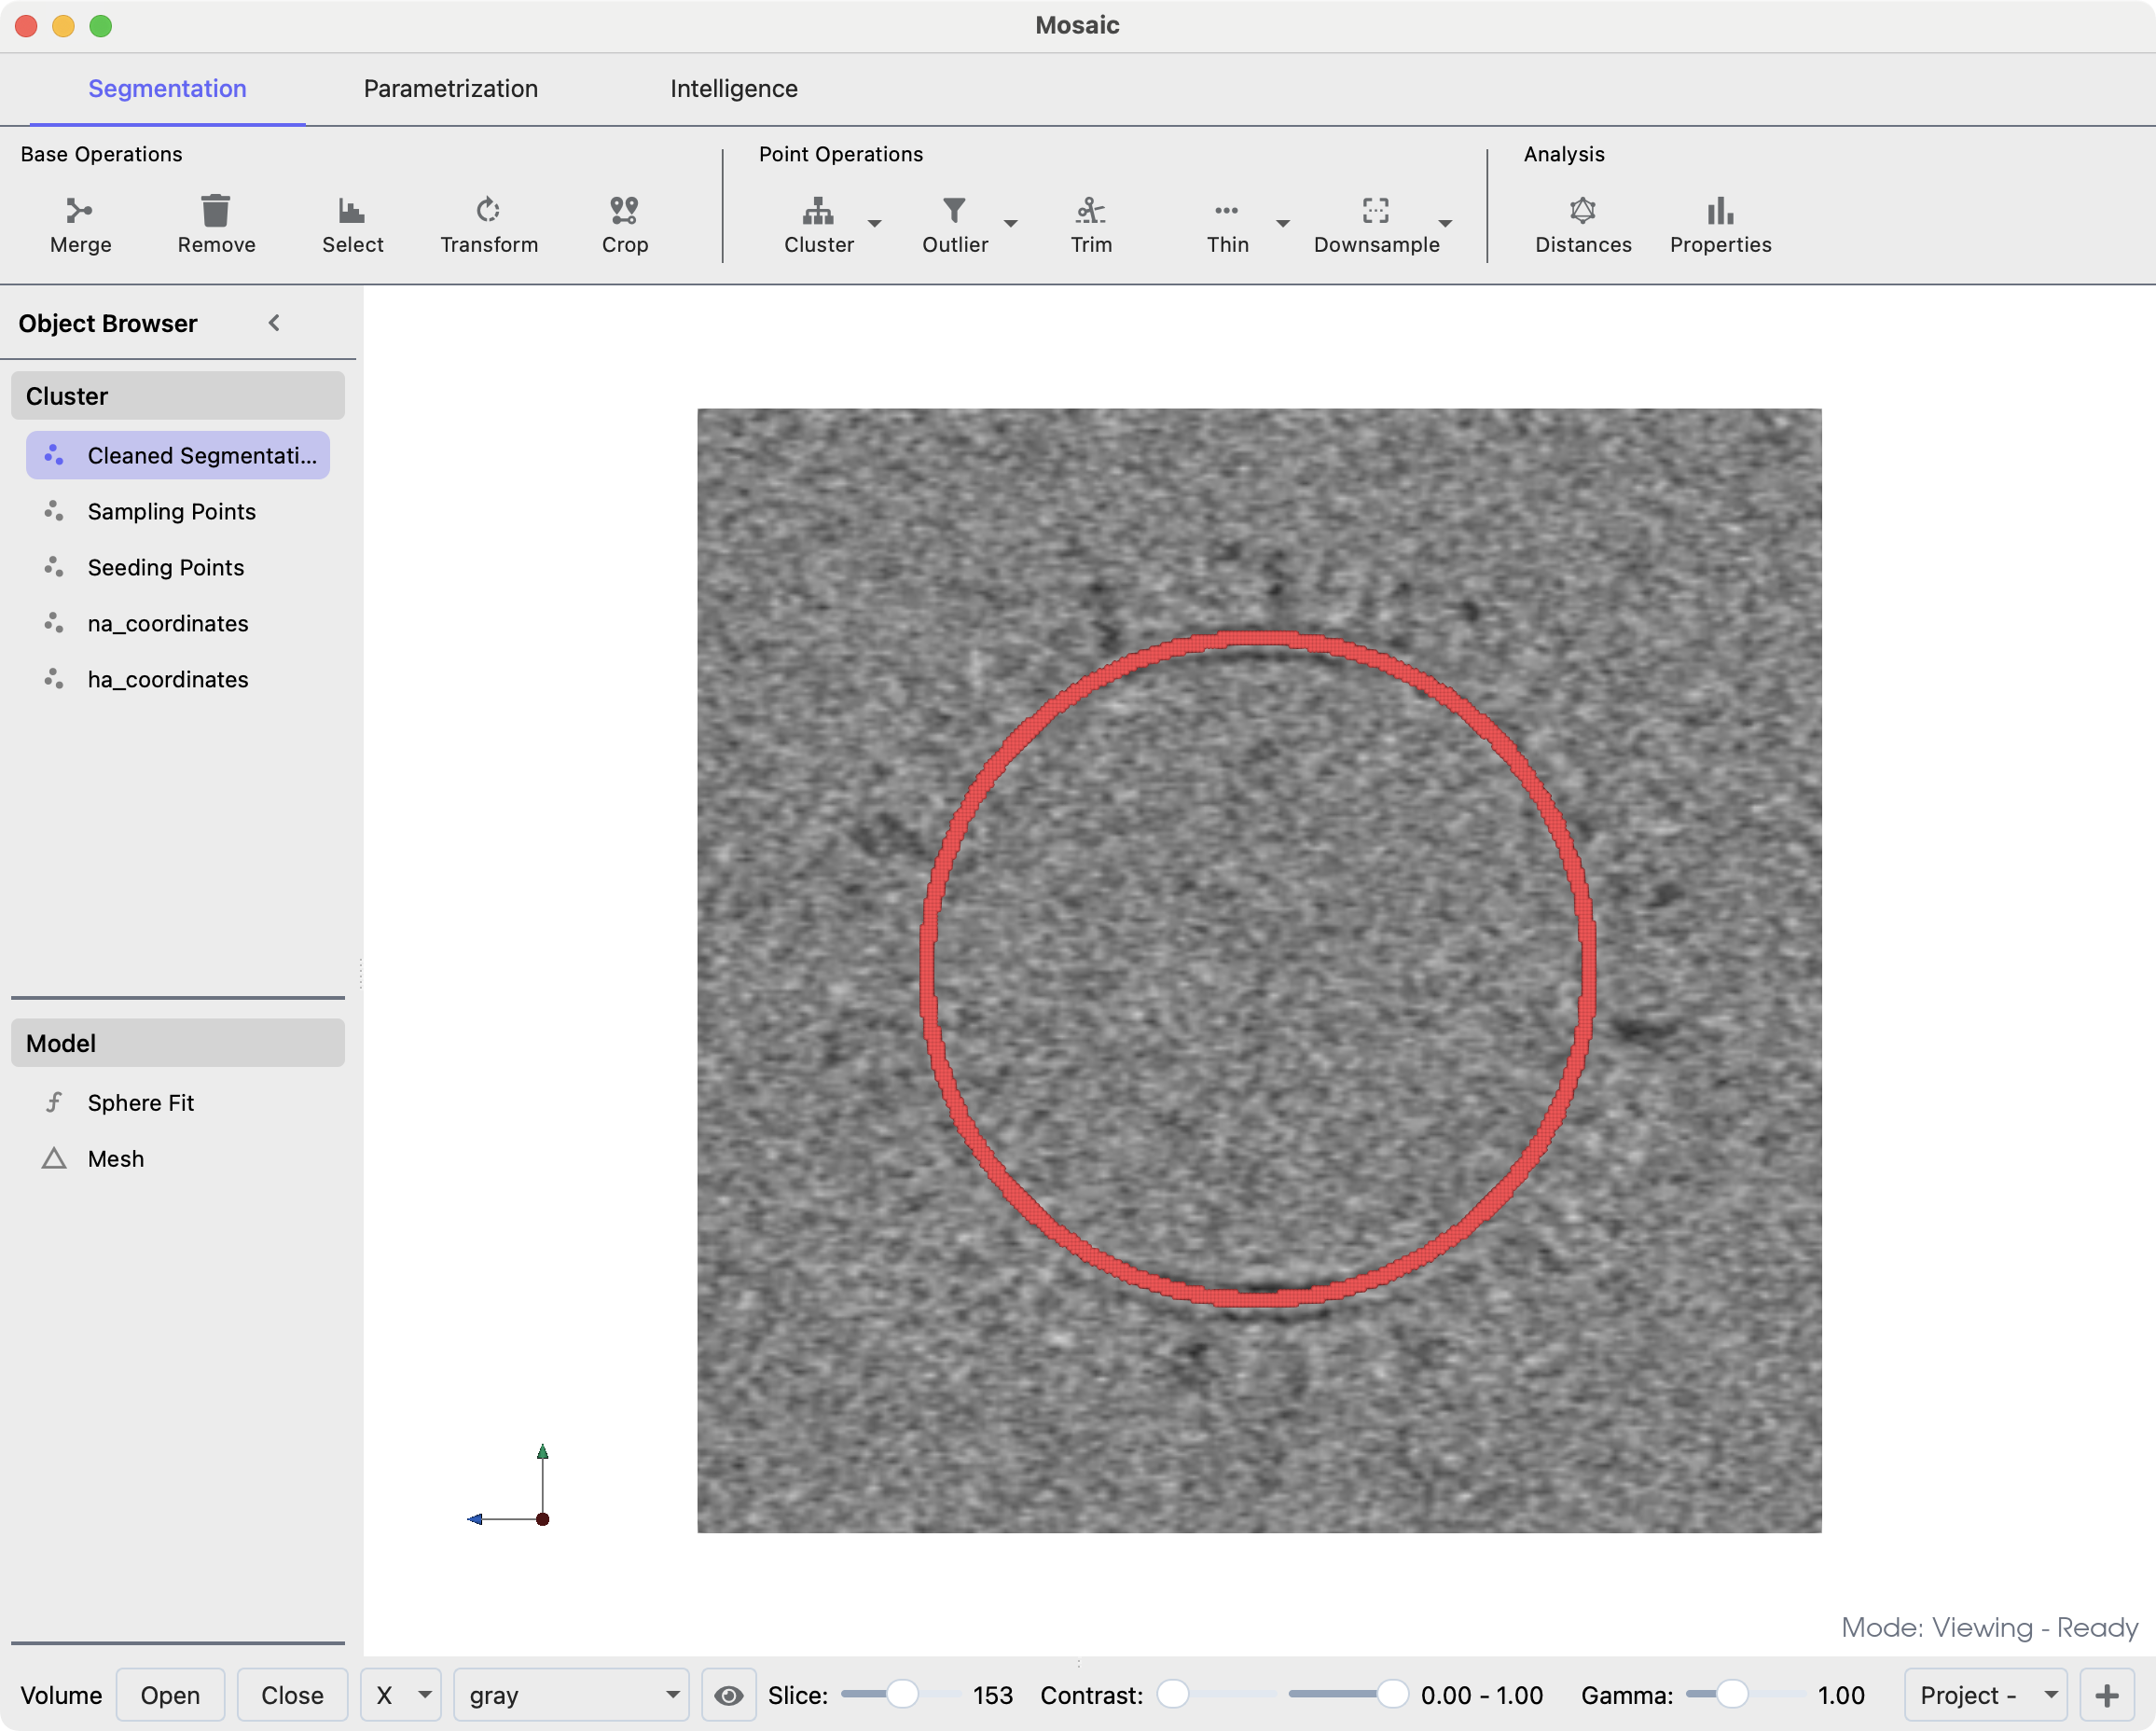 Mosaic
Segmentation Parametrization Intelligence
Base Operations Point Operations Analysis
Merge Remove Select Transform Crop Cluster Outlier Trim Thin Downsample Distances Properties
Object Browser
Cluster
Cleaned Segmentati...
Sampling Points
Seeding Points
na_coordinates
ha_coordinates
Model
Sphere Fit
Mesh
Mode: Viewing - Ready
Volume Open Close X gray Slice: 153 Contrast: 0.00 - 1.00 Gamma: 1.00 Project -